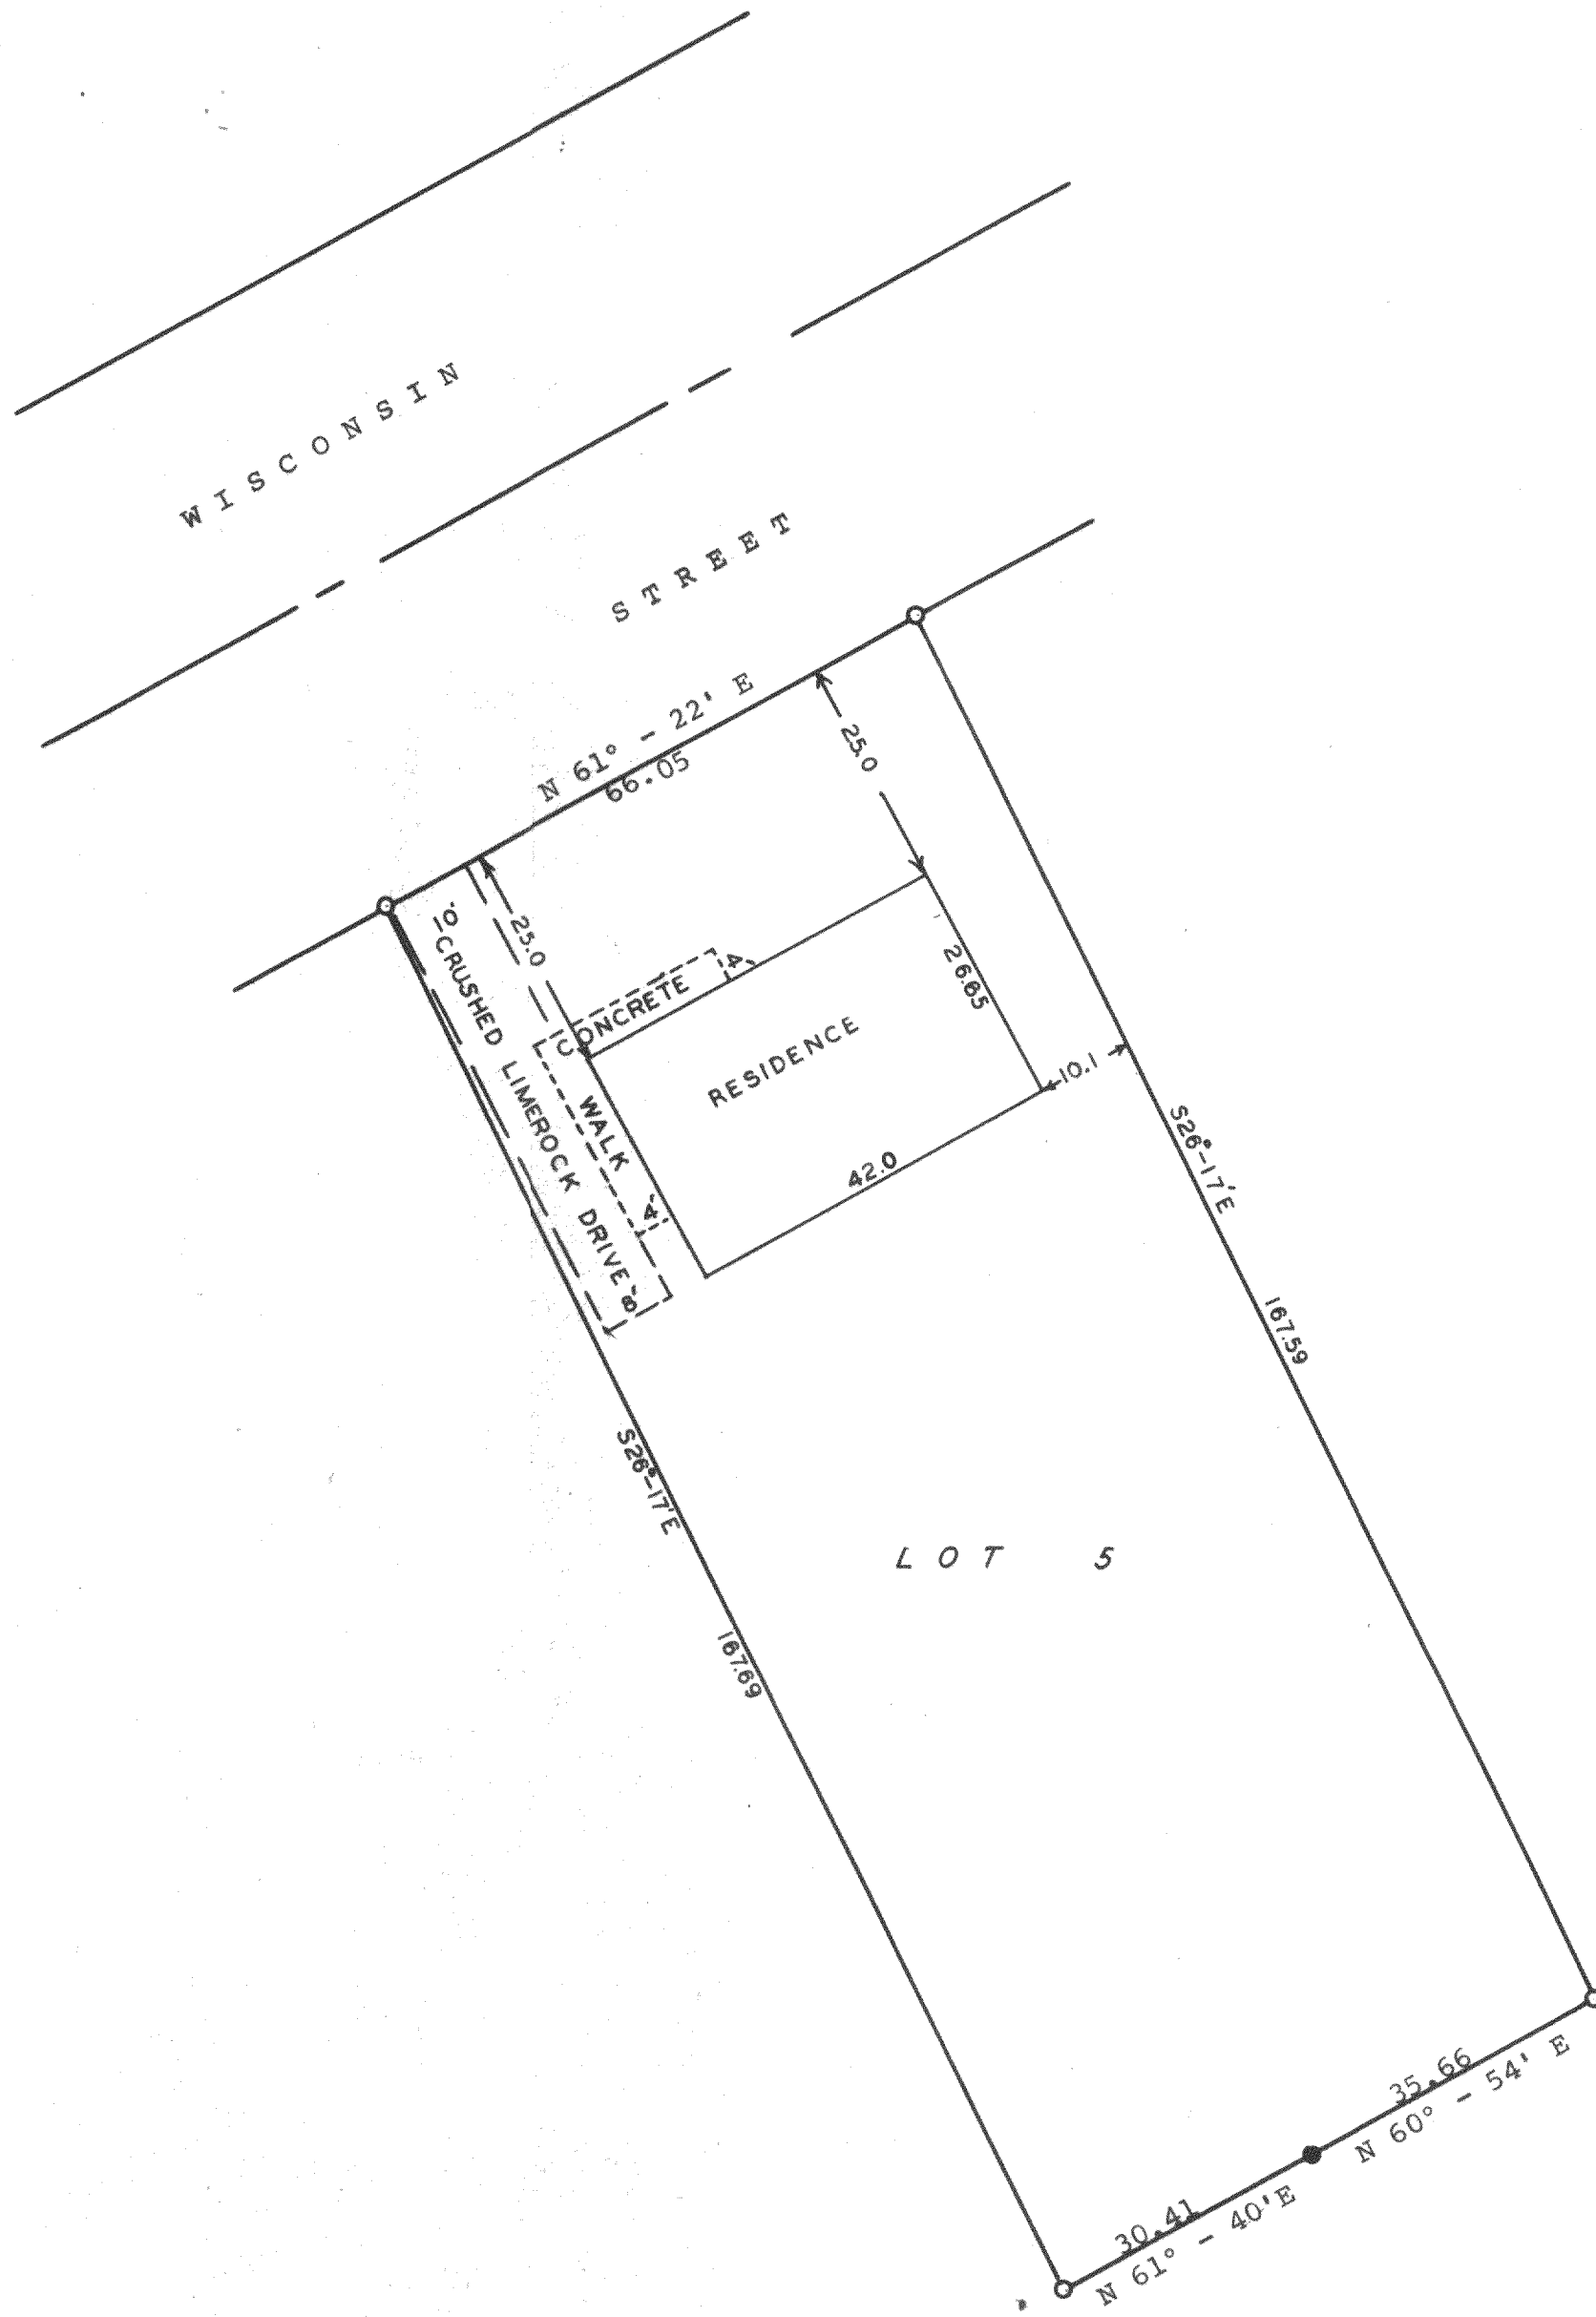 WISCONSIN
STREET
N 61° - 22' E
66.05
25.0
25.0
10'
CRUSHED LIMEROCK DRIVE
8'
CONCRETE
4'
WALK
4'
RESIDENCE
26.85
10.1
42.0
S26°-17'E
167.59
S26°-17'E
167.69
LOT 5
35.66
N 60° - 54' E
30.41
N 61° - 40'E